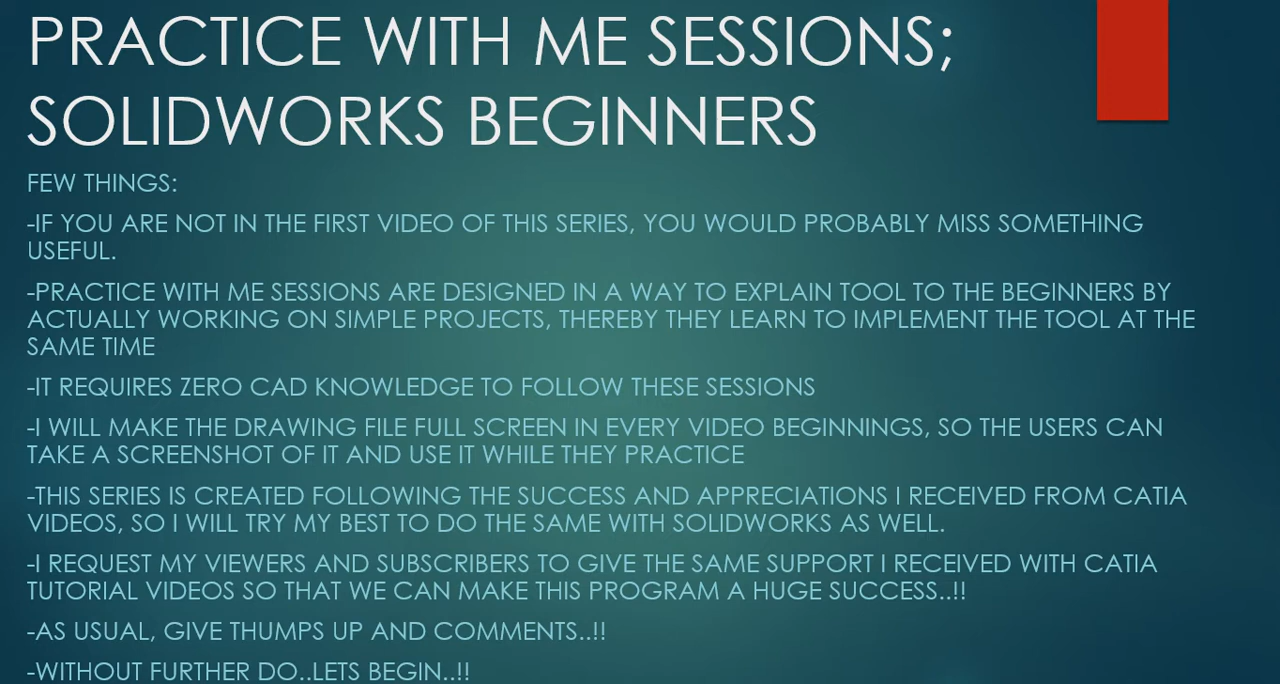 PRACTICE WITH ME SESSIONS;
SOLIDWORKS BEGINNERS
FEW THINGS:
-IF YOU ARE NOT IN THE FIRST VIDEO OF THIS SERIES, YOU WOULD PROBABLY MISS SOMETHING
USEFUL.
-PRACTICE WITH ME SESSIONS ARE DESIGNED IN A WAY TO EXPLAIN TOOL TO THE BEGINNERS BY
ACTUALLY WORKING ON SIMPLE PROJECTS, THEREBY THEY LEARN TO IMPLEMENT THE TOOL AT THE
SAME TIME
-IT REQUIRES ZERO CAD KNOWLEDGE TO FOLLOW THESE SESSIONS
-I WILL MAKE THE DRAWING FILE FULL SCREEN IN EVERY VIDEO BEGINNINGS, SO THE USERS CAN
TAKE A SCREENSHOT OF IT AND USE IT WHILE THEY PRACTICE
-THIS SERIES IS CREATED FOLLOWING THE SUCCESS AND APPRECIATIONS I RECEIVED FROM CATIA
VIDEOS, SO I WILL TRY MY BEST TO DO THE SAME WITH SOLIDWORKS AS WELL.
-I REQUEST MY VIEWERS AND SUBSCRIBERS TO GIVE THE SAME SUPPORT I RECEIVED WITH CATIA
TUTORIAL VIDEOS SO THAT WE CAN MAKE THIS PROGRAM A HUGE SUCCESS..!!
-AS USUAL, GIVE THUMPS UP AND COMMENTS..!!
-WITHOUT FURTHER DO..LETS BEGIN..!!